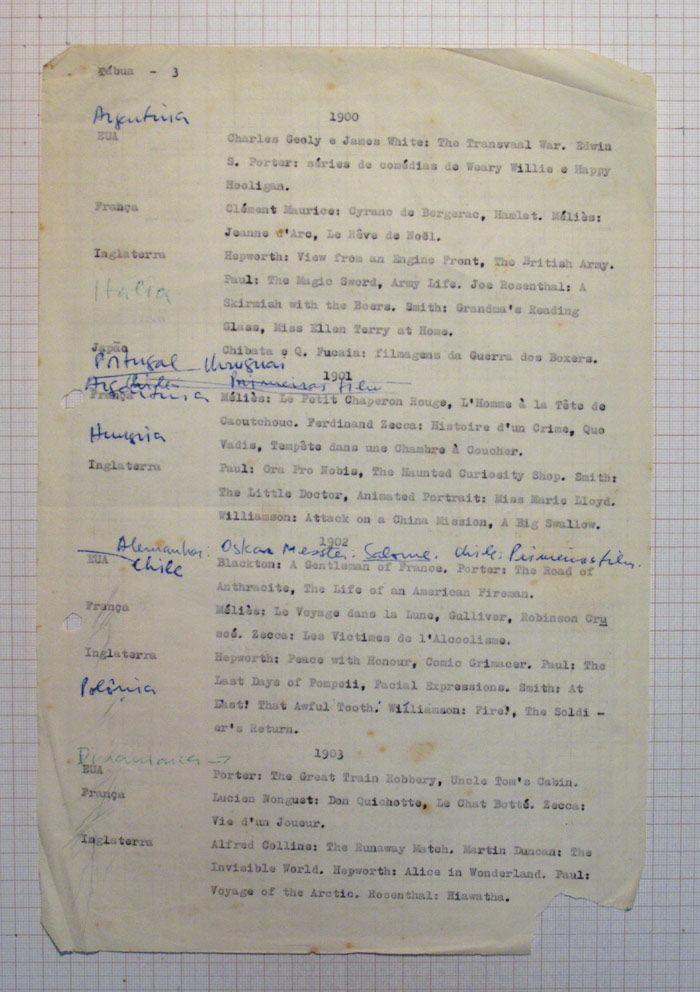 Tábua - 3
Argentina
1900
EUA Charles Gooly e James White: The Transvaal War. Edwin
S. Porter: séries de comédias de Weary Willie e Happy
Hooligan.
França Clément Maurice: Cyrano de Bergerac, Hamlet. Méliès:
Jeanne d'Arc, Le Rêve de Noël.
Inglaterra Hepworth: View from an Engine Front, The British Army.
Italia Paul: The Magic Sword, Army Life. Joe Rosenthal: A
Skirmish with the Boers. Smith: Grandma's Reading
Glass, Miss Ellen Terry at Home.
Japão Chibata e Q. Fucaia: filmagens da Guerra dos Boxers.
Portugal Uruguai
1901
Argentina Primeiros film
França Méliès: Le Petit Chaperon Rouge, L'Homme à la Tête de
Caoutchouc. Ferdinand Zecca: Histoire d'un Crime, Quo
Hungria Vadis, Tempête dans une Chambre à Coucher.
Inglaterra Paul: Ora Pro Nobis, The Haunted Curiosity Shop. Smith:
The Little Doctor, Animated Portrait: Miss Marie Lloyd.
Williamson: Attack on a China Mission, A Big Swallow.
1902
Alemanha: Oskar Messter: Salome. Chile: Primeiros film.
Chile
EUA Blackton: A Gentleman of France. Porter: The Road of
Anthracite, The Life of an American Fireman.
França Méliès: Le Voyage dans la Lune, Gulliver, Robinson Cru
soé. Zecca: Les Victimes de l'Alcoolisme.
Inglaterra Hepworth: Peace with Honour, Comic Grimacer. Paul: The
Polônia Last Days of Pompeii, Facial Expressions. Smith: At
Last! That Awful Tooth. Williamson: Fire!, The Soldi -
er's Return.
1903
EUA Porter: The Great Train Robbery, Uncle Tom's Cabin.
França Lucien Nongust: Don Quichotte, Le Chat Botté. Zecca:
Vie d'un Joueur.
Inglaterra Alfred Collins: The Runaway Match. Martin Duncan: The
Invisible World. Hepworth: Alice in Wonderland. Paul:
Voyage of the Arctic. Rosenthal: Hiawatha.